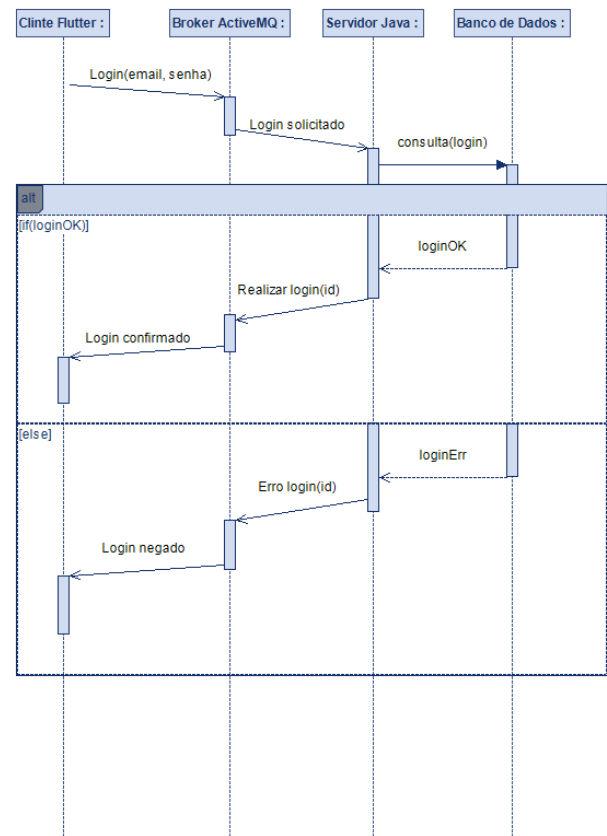 Clinte Flutter :
Broker ActiveMQ :
Servidor Java :
Banco de Dados :
Login(email, senha)
Login solicitado
consulta(login)
alt
[if(loginOK)]
loginOK
Realizar login(id)
Login confirmado
[else]
loginErr
Erro login(id)
Login negado